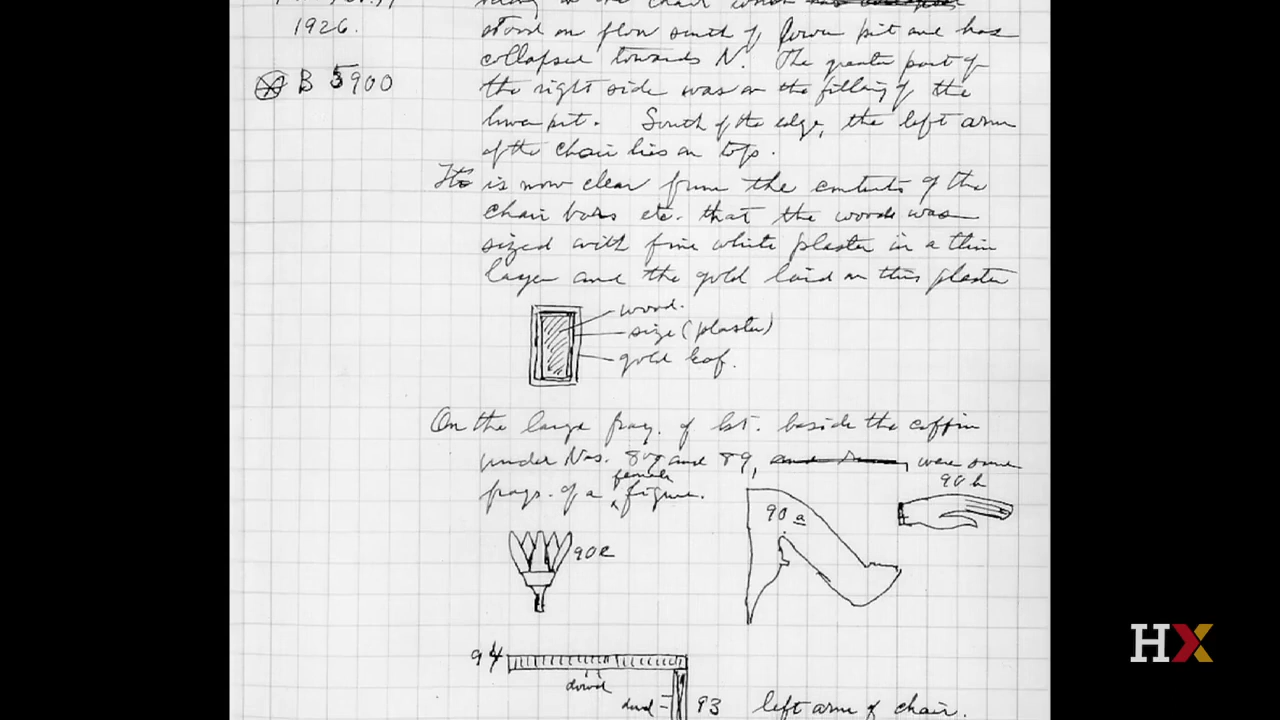 1926.
stood on floor south of lower pit and has
collapsed towards N. The greater part of
B 5900
the right side was on the filling of the
lower pit. South of the edge, the left arm
of the chair lies on top.
It is now clear from the contents of the
chair bars etc. that the wood was
sized with fine white plaster in a thin
layer and the gold laid on this plaster
wood.
size (plaster)
gold leaf.
On the large frag. of bst. beside the coffin
under Nos. 87 and 89, were some
frags. of a female figure.
90 b
90 a
90c
94
dowel
dowel
93 left arm of chair.
HX